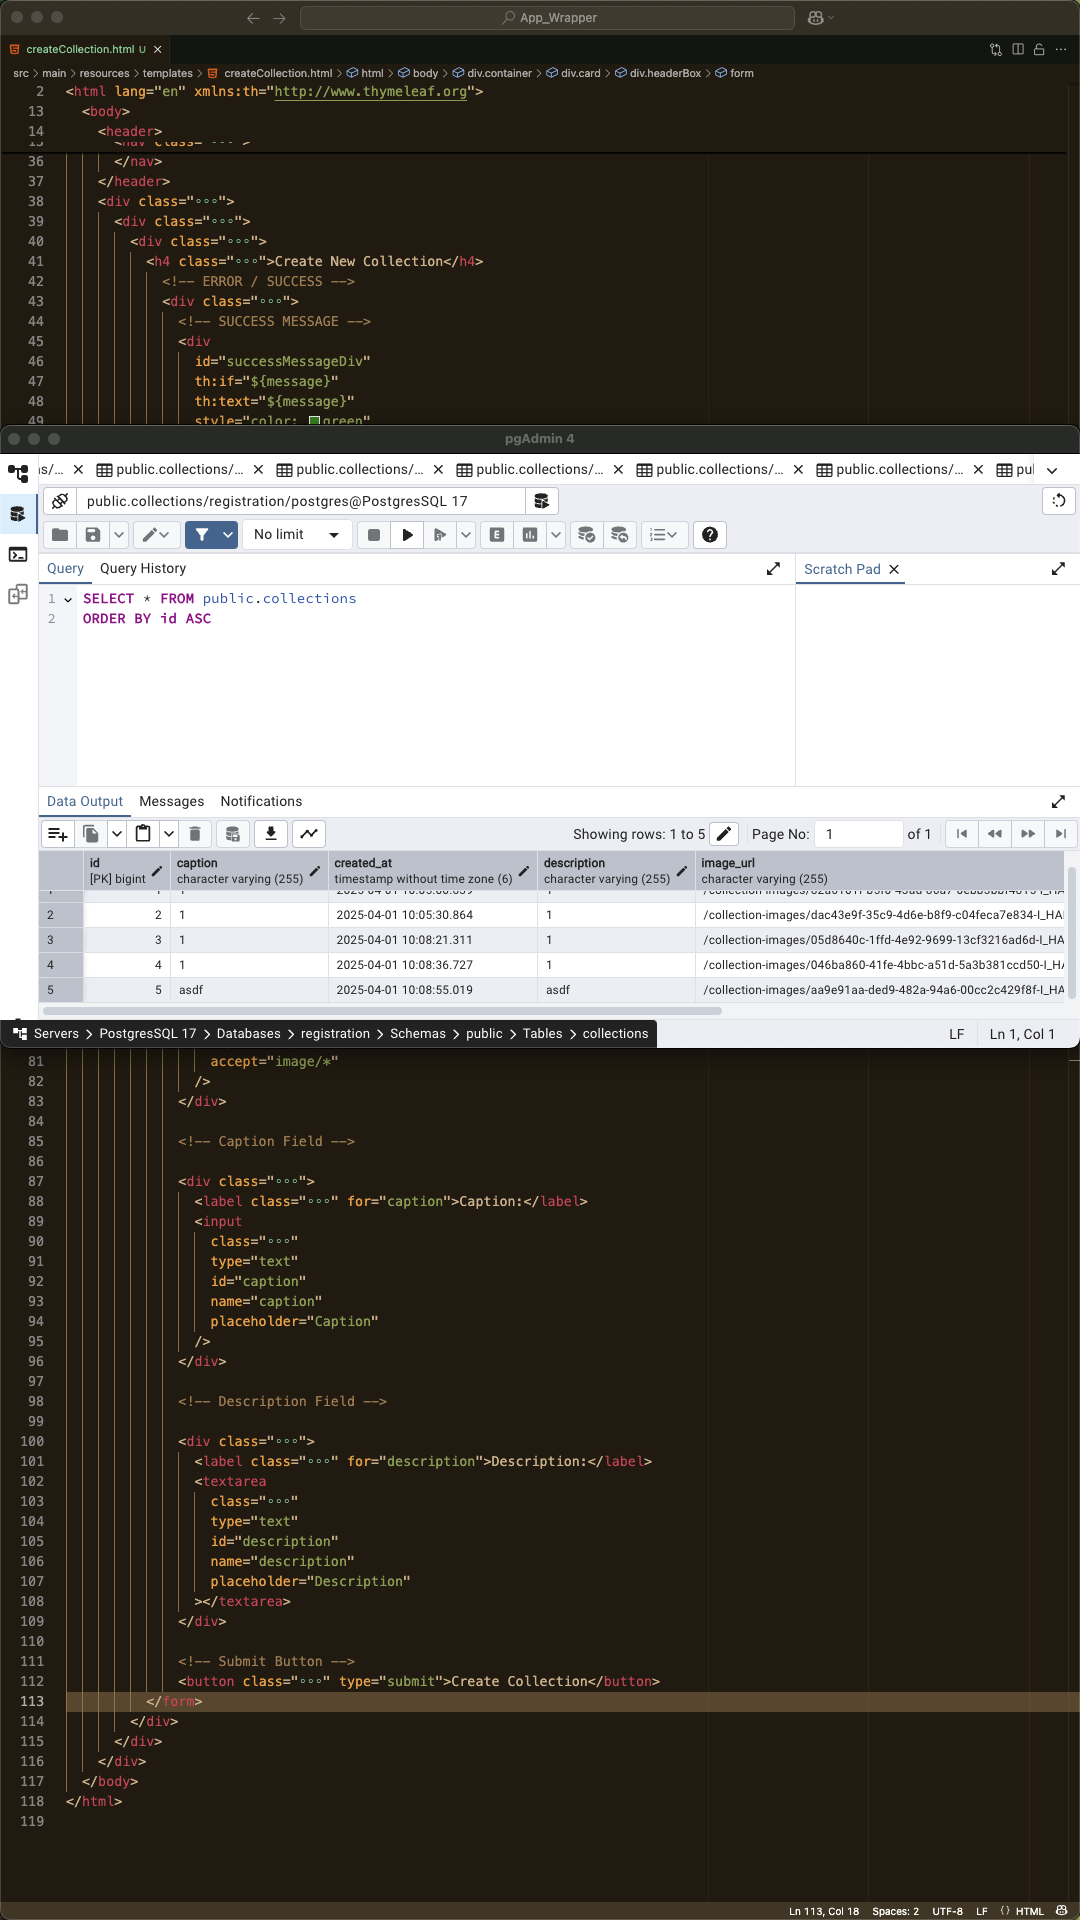 App_Wrapper
createCollection.html U
src > main > resources > templates > createCollection.html > html > body > div.container > div.card > div.headerBox > form
2 <html lang="en" xmlns:th="http://www.thymeleaf.org">
13 <body>
14 <header>
36 </nav>
37 </header>
38 <div class="∘∘∘">
39 <div class="∘∘∘">
40 <div class="∘∘∘">
41 <h4 class="∘∘∘">Create New Collection</h4>
42 <!-- ERROR / SUCCESS -->
43 <div class="∘∘∘">
44 <!-- SUCCESS MESSAGE -->
45 <div
46 id="successMessageDiv"
47 th:if="${message}"
48 th:text="${message}"
49 style="color: green"
pgAdmin 4
ns/... public.collections/... public.collections/... public.collections/... public.collections/... public.collections/...
public.collections/registration/postgres@PostgresSQL 17
No limit
Query Query History Scratch Pad
1 SELECT * FROM public.collections
2 ORDER BY id ASC
Data Output Messages Notifications
Showing rows: 1 to 5 Page No: 1 of 1
id caption created_at description image_url
[PK] bigint character varying (255) timestamp without time zone (6) character varying (255) character varying (255)
2 2 1 2025-04-01 10:05:30.864 1 /collection-images/dac43e9f-35c9-4d6e-b8f9-c04feca7e834-I_HA
3 3 1 2025-04-01 10:08:21.311 1 /collection-images/05d8640c-1ffd-4e92-9699-13cf3216ad6d-I_HA
4 4 1 2025-04-01 10:08:36.727 1 /collection-images/046ba860-41fe-4bbc-a51d-5a3b381ccd50-I_HA
5 5 asdf 2025-04-01 10:08:55.019 asdf /collection-images/aa9e91aa-ded9-482a-94a6-00cc2c429f8f-I_HA
Servers > PostgresSQL 17 > Databases > registration > Schemas > public > Tables > collections LF Ln 1, Col 1
81 accept="image/*"
82 />
83 </div>
84
85 <!-- Caption Field -->
86
87 <div class="∘∘∘">
88 <label class="∘∘∘" for="caption">Caption:</label>
89 <input
90 class="∘∘∘"
91 type="text"
92 id="caption"
93 name="caption"
94 placeholder="Caption"
95 />
96 </div>
97
98 <!-- Description Field -->
99
100 <div class="∘∘∘">
101 <label class="∘∘∘" for="description">Description:</label>
102 <textarea
103 class="∘∘∘"
104 type="text"
105 id="description"
106 name="description"
107 placeholder="Description"
108 ></textarea>
109 </div>
110
111 <!-- Submit Button -->
112 <button class="∘∘∘" type="submit">Create Collection</button>
113 </form>
114 </div>
115 </div>
116 </div>
117 </body>
118 </html>
119
Ln 113, Col 18 Spaces: 2 UTF-8 LF {} HTML